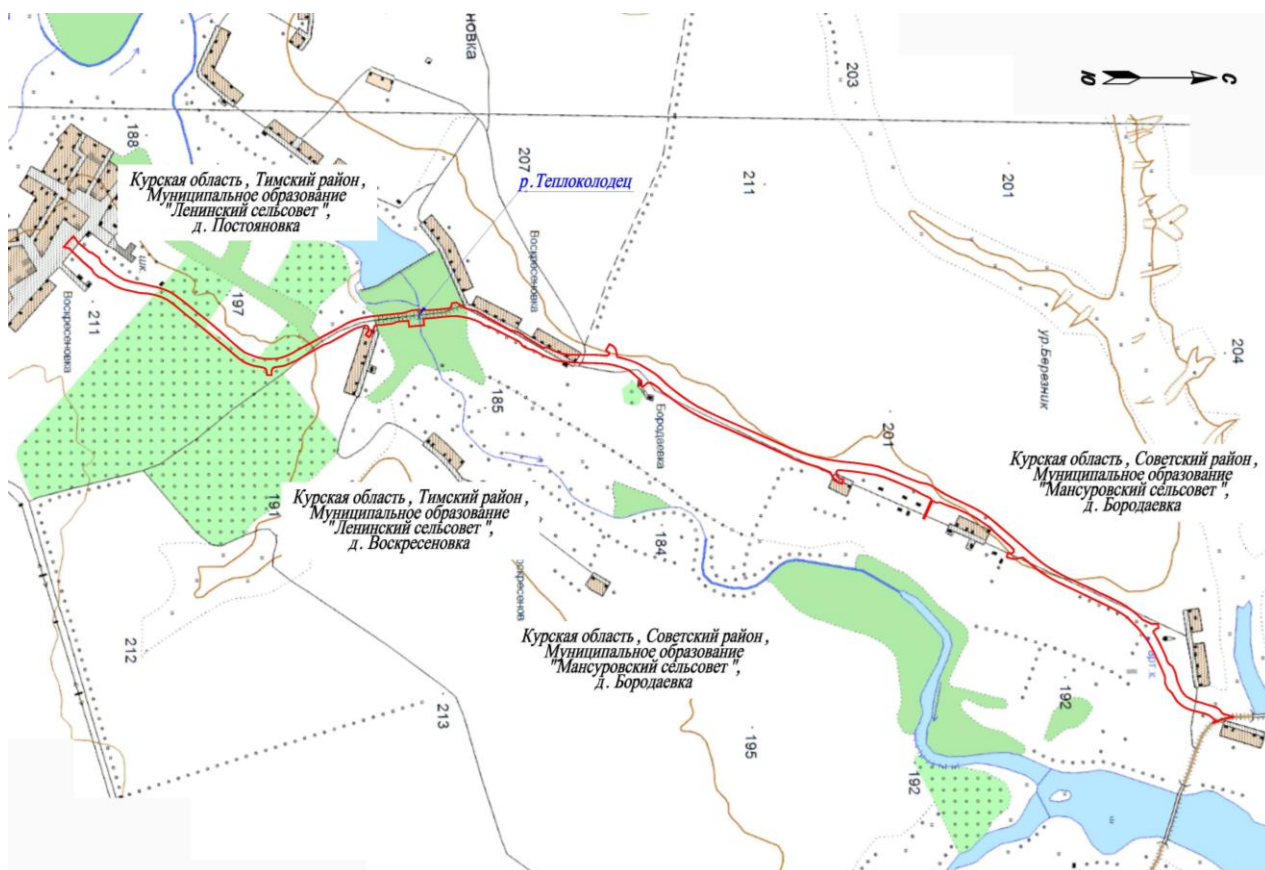 новка
203
Ю
С
188
Курская область , Тимский район ,
Муниципальное образование
"Ленинский сельсовет ",
д . Постояновка
207
р .Теплоколодец
211
201
шк.
Воскресеновка
197
211
Воскресеновка
ур.Березник
204
185
Бородаевка
201
Курская область , Советский район ,
Муниципальное образование
"Мансуровский сельсовет ",
д . Бородаевка
191
Курская область , Тимский район ,
Муниципальное образование
"Ленинский сельсовет ",
д . Воскресеновка
184
212
Курская область , Советский район ,
Муниципальное образование
"Мансуровский сельсовет ",
д . Бородаевка
213
195
192
192